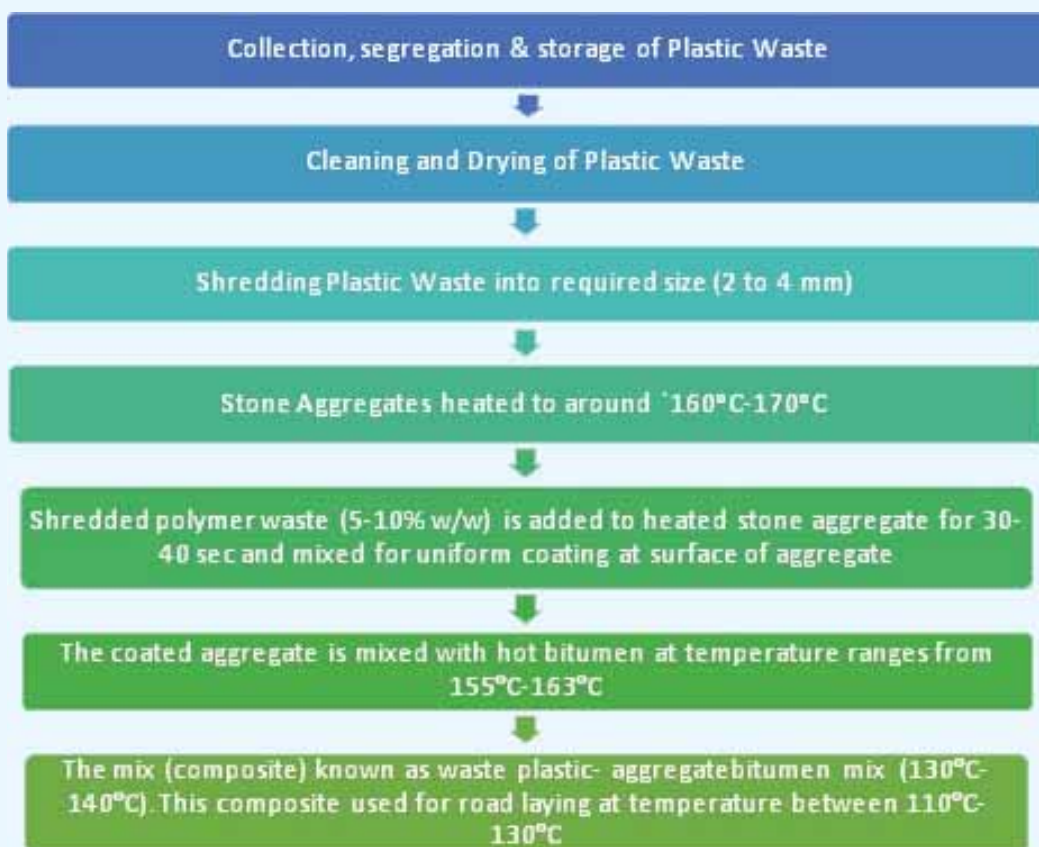 Collection, segregation & storage of Plastic Waste
Cleaning and Drying of Plastic Waste
Shredding Plastic Waste into required size (2 to 4 mm)
Stone Aggregates heated to around `160°C-170°C
Shredded polymer waste (5-10% w/w) is added to heated stone aggregate for 30-
40 sec and mixed for uniform coating at surface of aggregate
The coated aggregate is mixed with hot bitumen at temperature ranges from
155°C-163°C
The mix (composite) known as waste plastic- aggregatebitumen mix (130°C-
140°C). This composite used for road laying at temperature between 110°C-
130°C